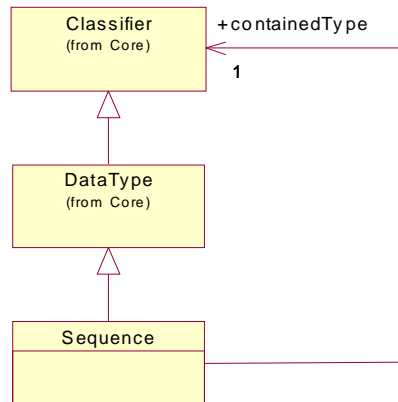 Classifier
(from Core)
+containedType
1
DataType
(from Core)
Sequence